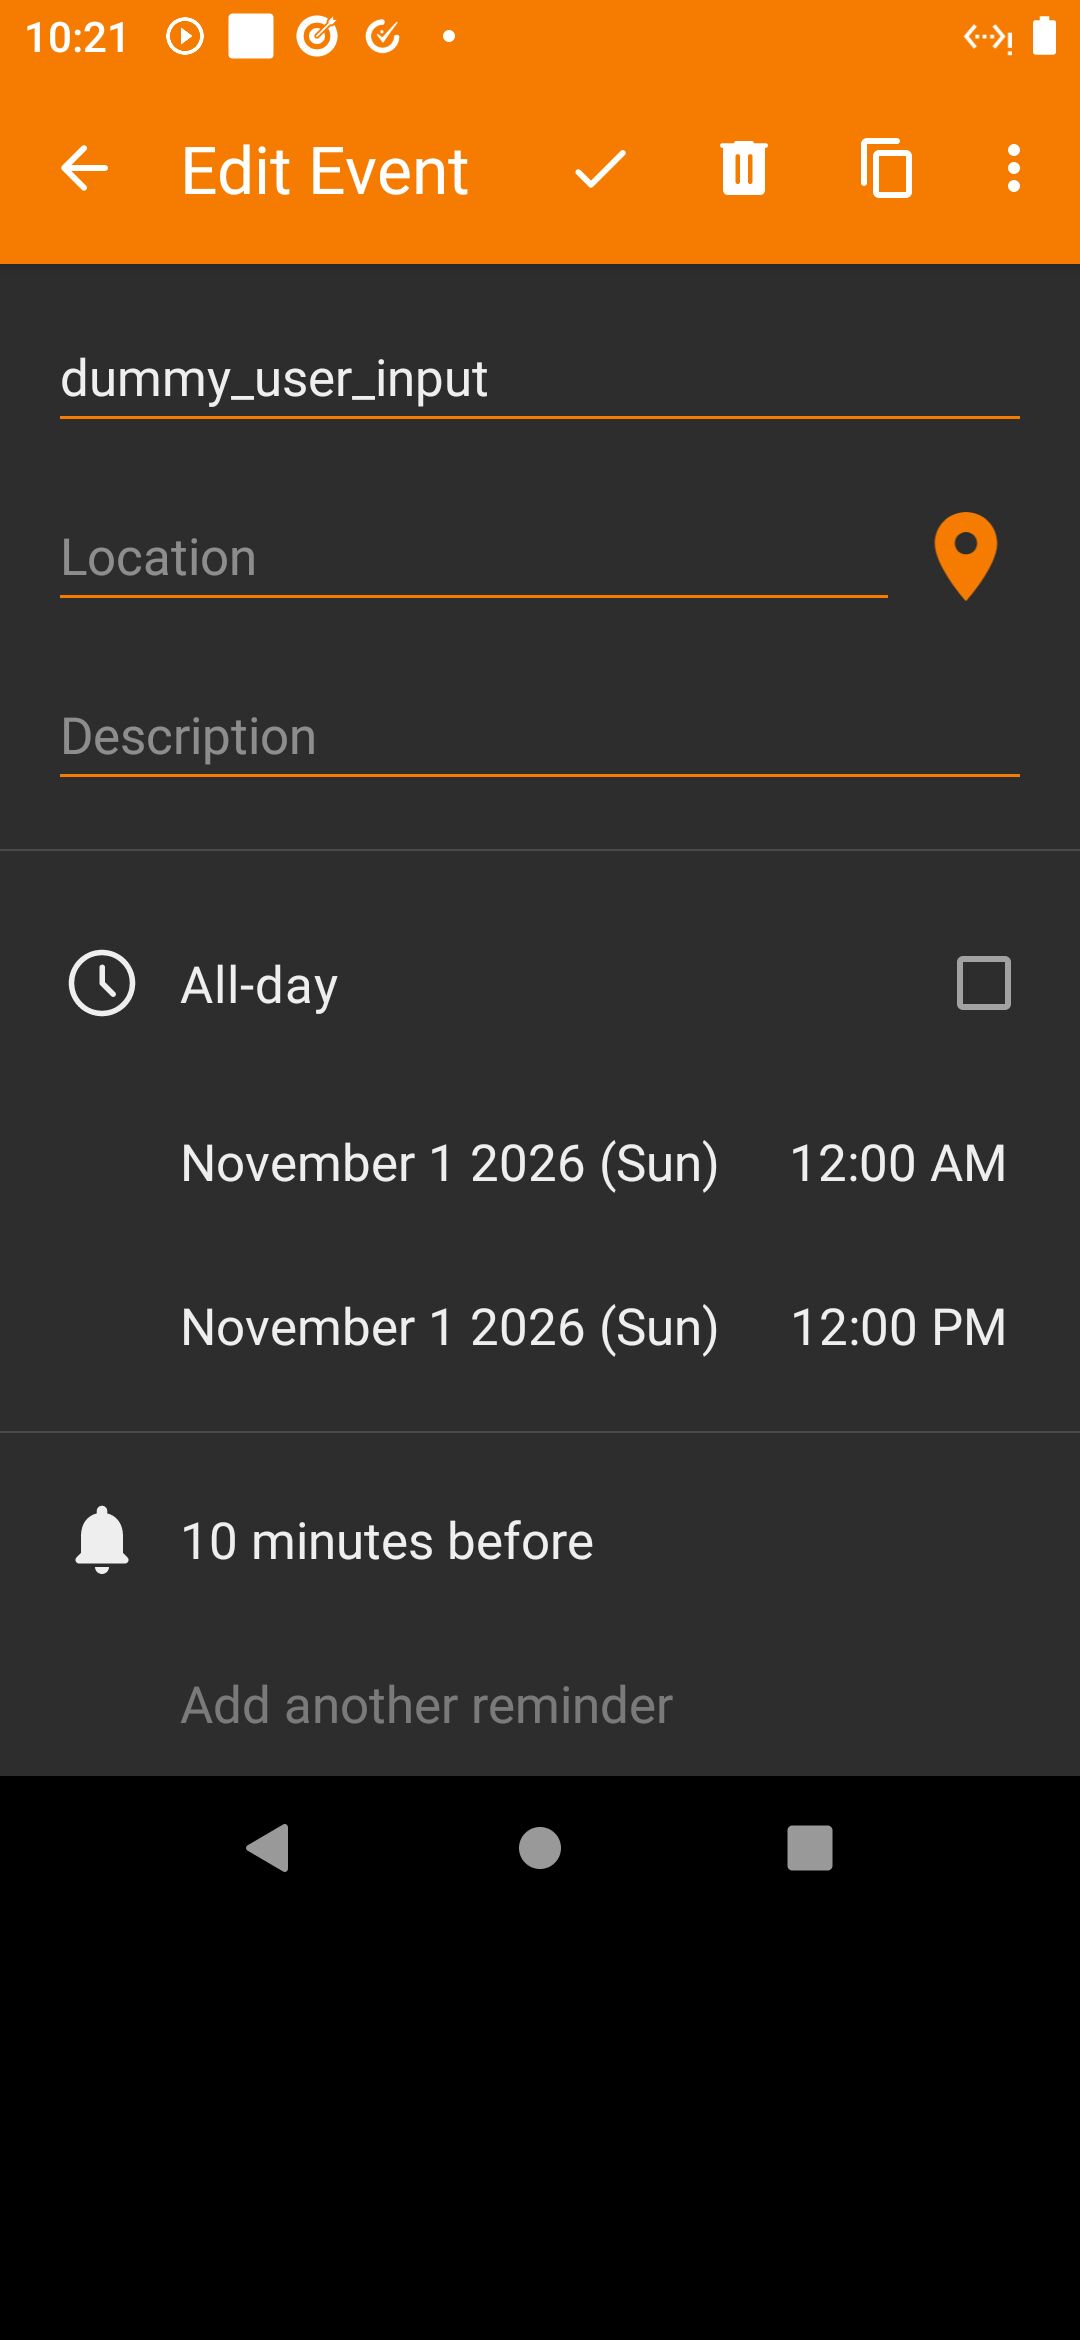 10:21
Edit Event
dummy_user_input
Location
Description
All-day
November 1 2026 (Sun) 12:00 AM
November 1 2026 (Sun) 12:00 PM
10 minutes before
Add another reminder